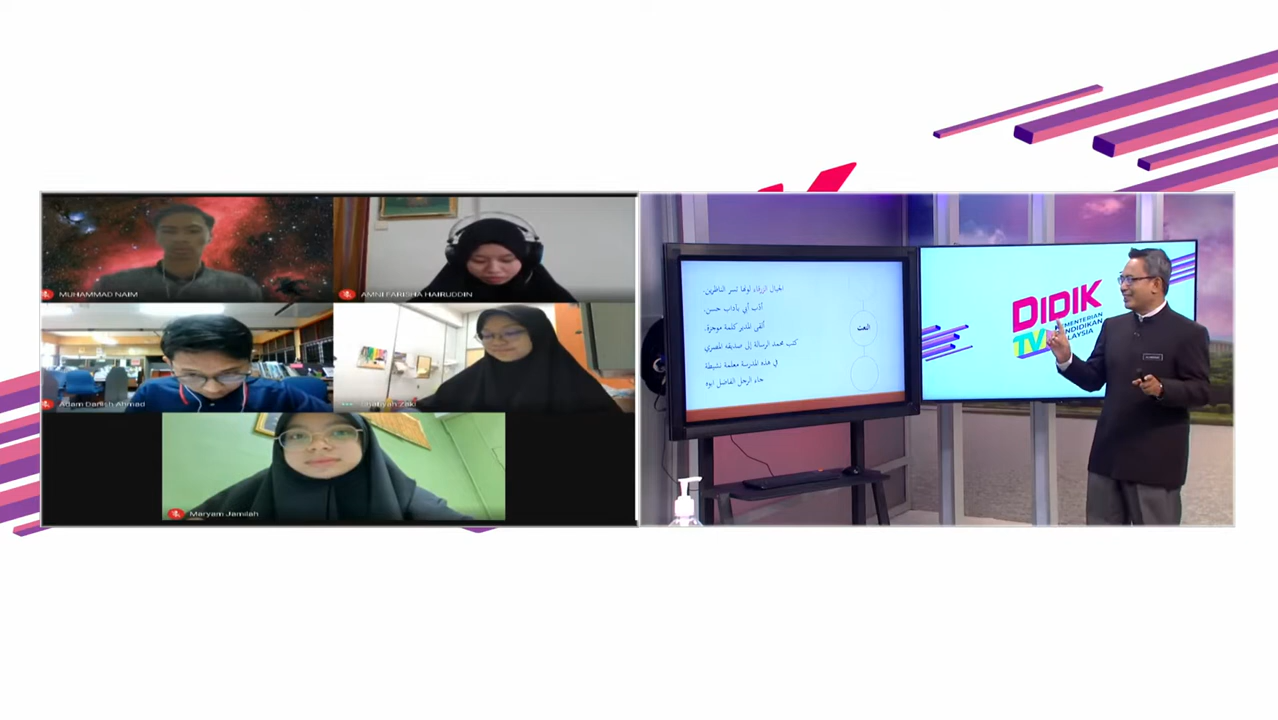 MUHAMMAD NAIM
AMNI FARISHA HAIRUDDIN
Adam Danish Ahmad
Zaki
Maryam Jamilah
الجبال الزرقاء لونها تسر الناظرين.
أدب أبي بآداب حسن.
ألقى المدير كلمة موجزة.
كتب محمد الرسالة إلى صديقه المصري
في هذه المدرسة معلمة نشيطة
جاء الرجل الفاضل أبوه
النعت
DIDIK
TV
KEMENTERIAN
PENDIDIKAN
MALAYSIA